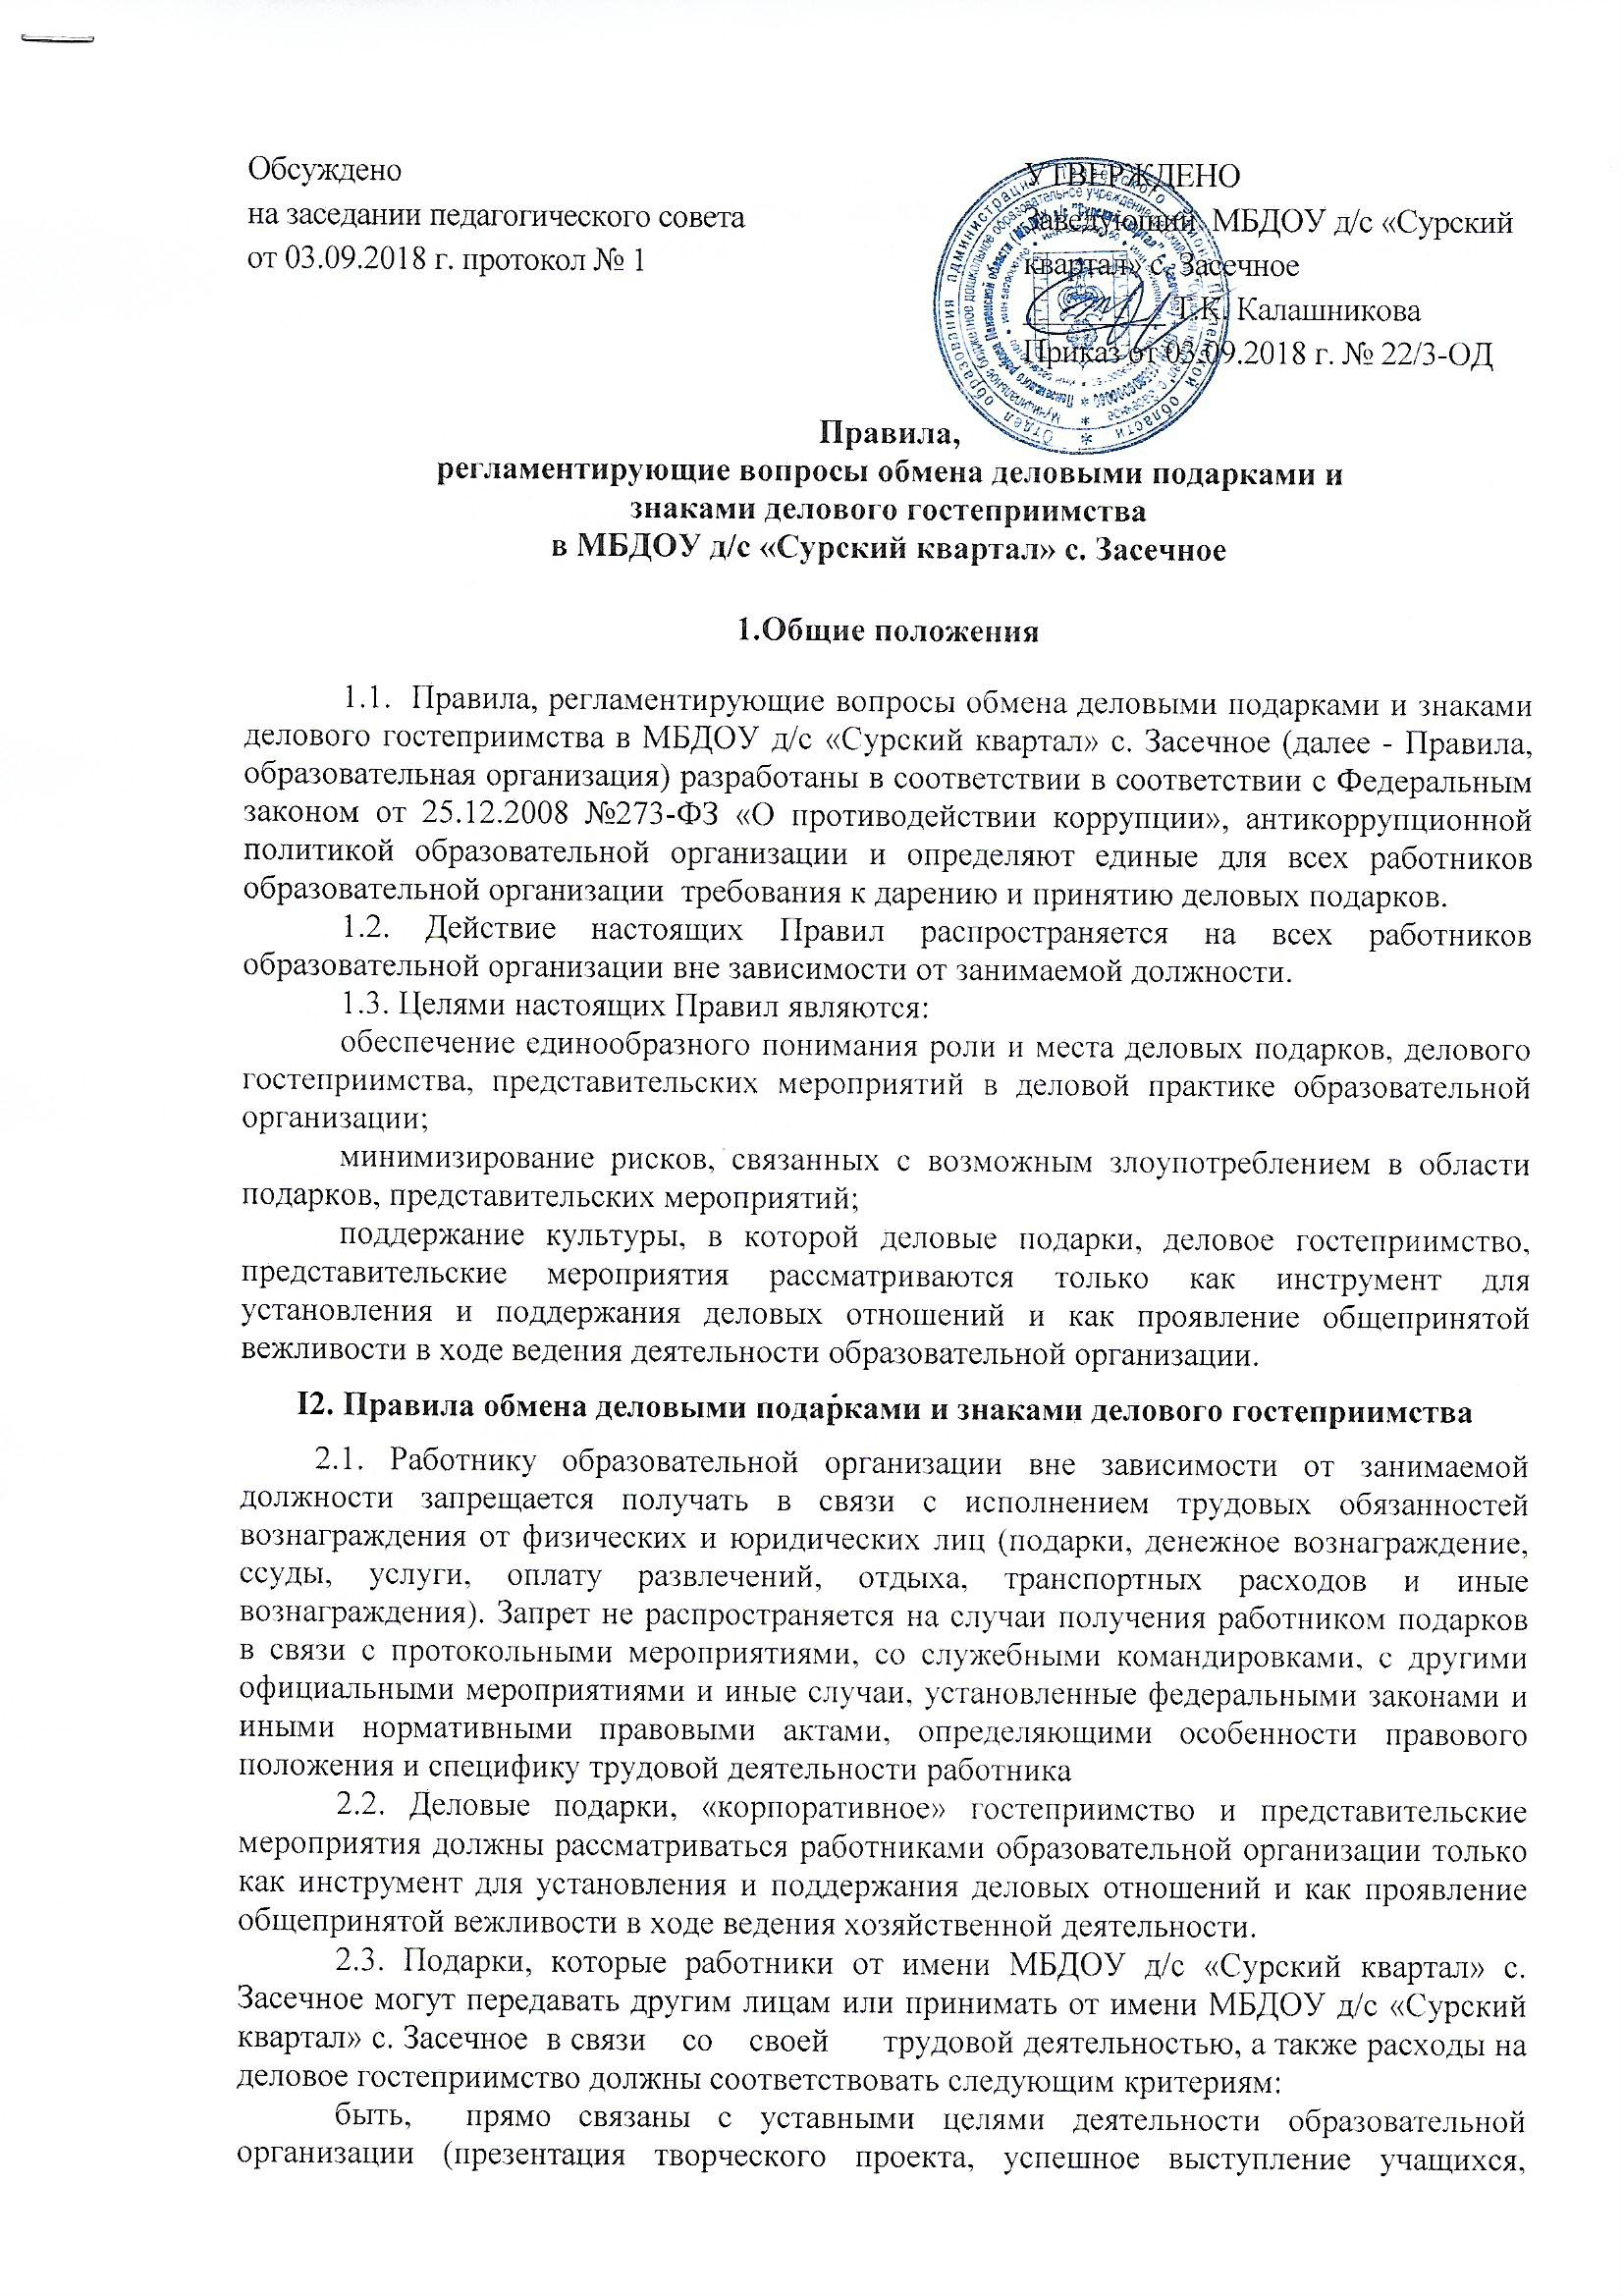 Обсуждено
на заседании педагогического совета
от 03.09.2018 г. протокол № 1
УТВЕРЖДЕНО
Заведующий МБДОУ д/с «Сурский
квартал» с. Засечное
Т.К. Калашникова
Приказ от 03.09.2018 г. № 22/3-ОД
Правила,
регламентирующие вопросы обмена деловыми подарками и
знаками делового гостеприимства
в МБДОУ д/с «Сурский квартал» с. Засечное
1.Общие положения
1.1. Правила, регламентирующие вопросы обмена деловыми подарками и знаками
делового гостеприимства в МБДОУ д/с «Сурский квартал» с. Засечное (далее - Правила,
образовательная организация) разработаны в соответствии в соответствии с Федеральным
законом от 25.12.2008 №273-ФЗ «О противодействии коррупции», антикоррупционной
политикой образовательной организации и определяют единые для всех работников
образовательной организации требования к дарению и принятию деловых подарков.
1.2. Действие настоящих Правил распространяется на всех работников
образовательной организации вне зависимости от занимаемой должности.
1.3. Целями настоящих Правил являются:
обеспечение единообразного понимания роли и места деловых подарков, делового
гостеприимства, представительских мероприятий в деловой практике образовательной
организации;
минимизирование рисков, связанных с возможным злоупотреблением в области
подарков, представительских мероприятий;
поддержание культуры, в которой деловые подарки, деловое гостеприимство,
представительские мероприятия рассматриваются только как инструмент для
установления и поддержания деловых отношений и как проявление общепринятой
вежливости в ходе ведения деятельности образовательной организации.
I2. Правила обмена деловыми подарками и знаками делового гостеприимства
2.1. Работнику образовательной организации вне зависимости от занимаемой
должности запрещается получать в связи с исполнением трудовых обязанностей
вознаграждения от физических и юридических лиц (подарки, денежное вознаграждение,
ссуды, услуги, оплату развлечений, отдыха, транспортных расходов и иные
вознаграждения). Запрет не распространяется на случаи получения работником подарков
в связи с протокольными мероприятиями, со служебными командировками, с другими
официальными мероприятиями и иные случаи, установленные федеральными законами и
иными нормативными правовыми актами, определяющими особенности правового
положения и специфику трудовой деятельности работника
2.2. Деловые подарки, «корпоративное» гостеприимство и представительские
мероприятия должны рассматриваться работниками образовательной организации только
как инструмент для установления и поддержания деловых отношений и как проявление
общепринятой вежливости в ходе ведения хозяйственной деятельности.
2.3. Подарки, которые работники от имени МБДОУ д/с «Сурский квартал» с.
Засечное могут передавать другим лицам или принимать от имени МБДОУ д/с «Сурский
квартал» с. Засечное в связи со своей трудовой деятельностью, а также расходы на
деловое гостеприимство должны соответствовать следующим критериям:
быть, прямо связаны с уставными целями деятельности образовательной
организации (презентация творческого проекта, успешное выступление учащихся,